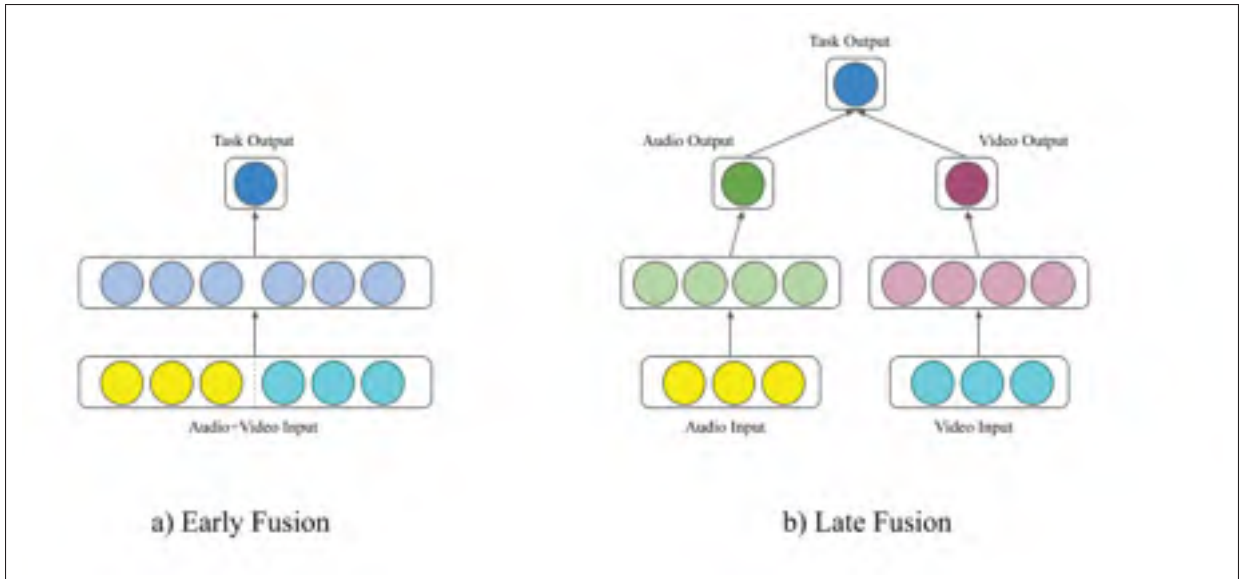 Task Output
Audio-Video Input
a) Early Fusion
Task Output
Audio Output
Video Output
Audio Input
Video Input
b) Late Fusion